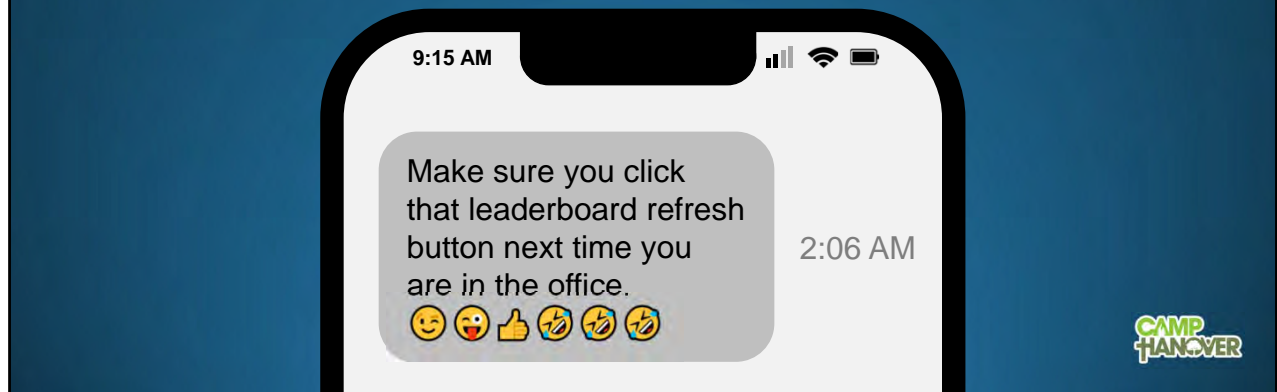 9:15 AM
Make sure you click
that leaderboard refresh
button next time you
are in the office.
😉😜👍🤣🤣🤣
2:06 AM
CAMP
HANOVER